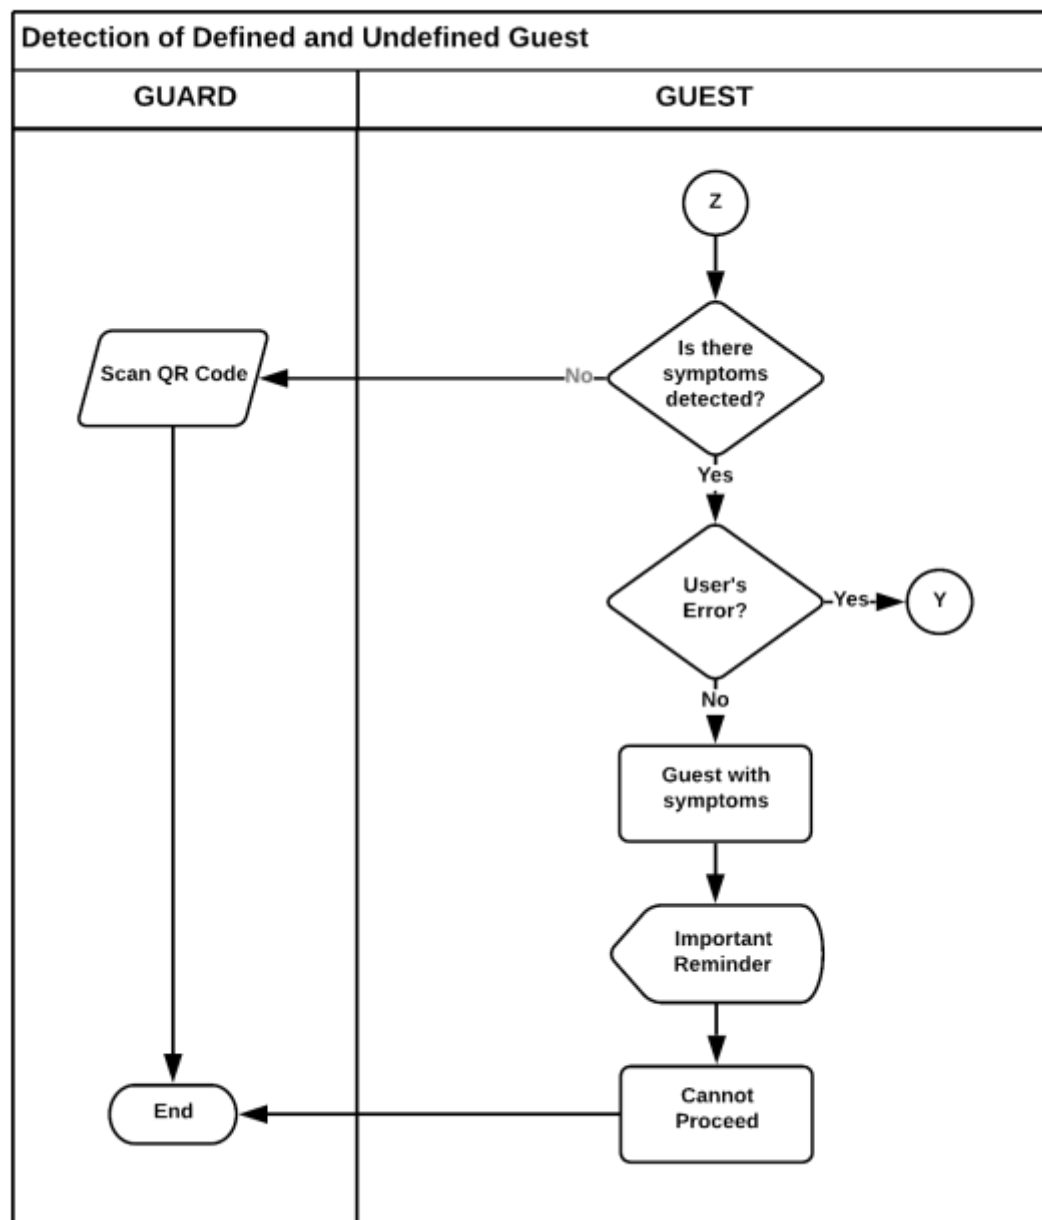 Detection of Defined and Undefined Guest
GUARD
GUEST
Z
Is there
symptoms
detected?
No
Scan QR Code
Yes
User's
Error?
Yes
Y
No
Guest with
symptoms
Important
Reminder
Cannot
Proceed
End